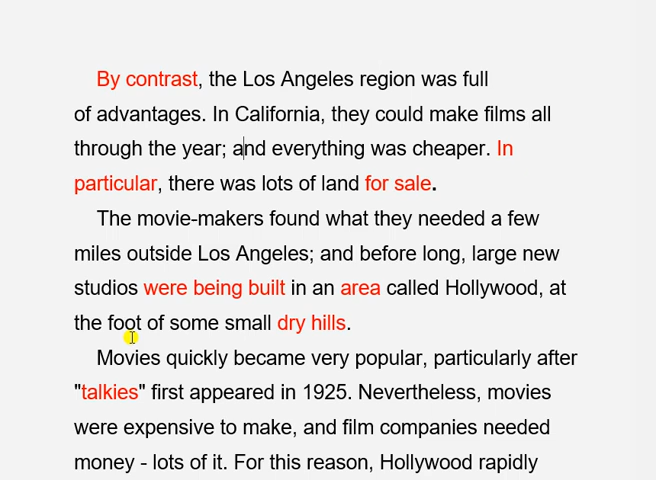 By contrast, the Los Angeles region was full
of advantages. In California, they could make films all
through the year; and everything was cheaper. In
particular, there was lots of land for sale.
The movie-makers found what they needed a few
miles outside Los Angeles; and before long, large new
studios were being built in an area called Hollywood, at
the foot of some small dry hills.
Movies quickly became very popular, particularly after
"talkies" first appeared in 1925. Nevertheless, movies
were expensive to make, and film companies needed
money - lots of it. For this reason, Hollywood rapidly